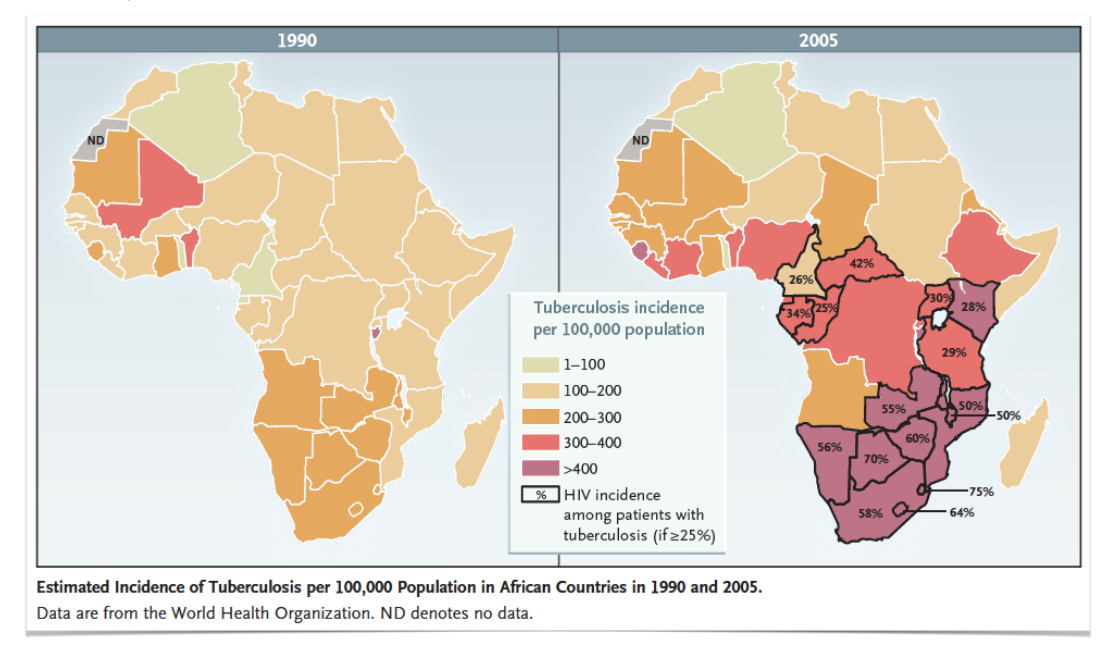 1990
2005
ND
ND
26%
42%
34%
25%
30%
28%
29%
55%
50%
50%
56%
60%
70%
75%
58%
64%
Tuberculosis incidence
per 100,000 population
1–100
100–200
200–300
300–400
>400
% HIV incidence
among patients with
tuberculosis (if ≥25%)
Estimated Incidence of Tuberculosis per 100,000 Population in African Countries in 1990 and 2005.
Data are from the World Health Organization. ND denotes no data.